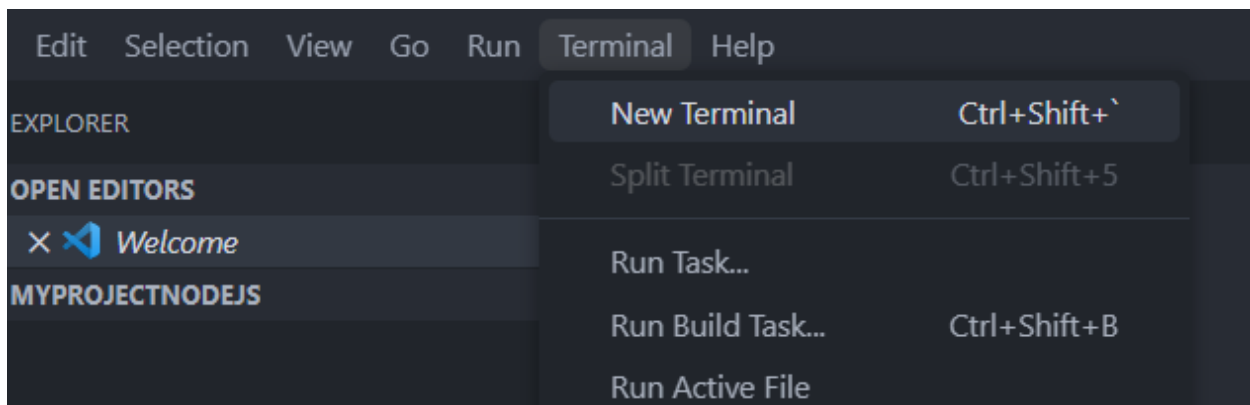 Edit Selection View Go Run Terminal Help
EXPLORER
OPEN EDITORS
Welcome
MYPROJECTNODEJS
New Terminal Ctrl+Shift+`
Split Terminal Ctrl+Shift+5
Run Task...
Run Build Task... Ctrl+Shift+B
Run Active File